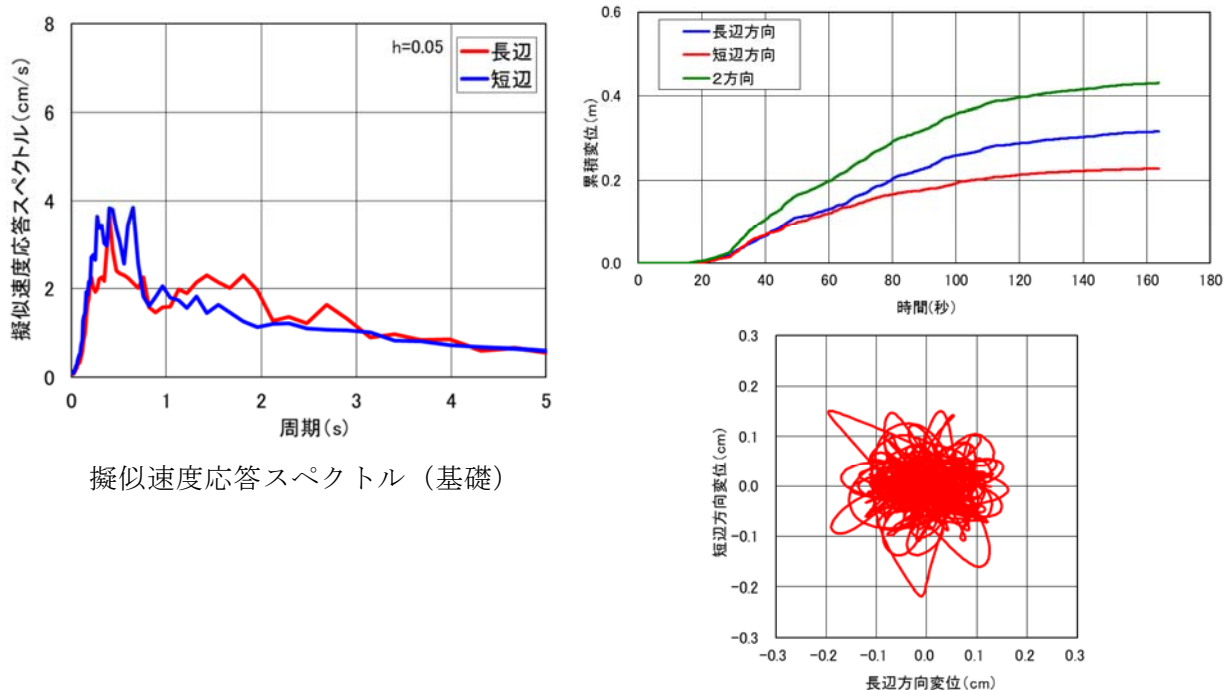 8
6
4
2
0
擬似速度応答スペクトル(cm/s)
h=0.05
長辺
短辺
0 1 2 3 4 5
周期(s)
擬似速度応答スペクトル（基礎）
0.6
0.4
0.2
0.0
累積変位(m)
長辺方向
短辺方向
2方向
0 20 40 60 80 100 120 140 160 180
時間(秒)
0.3
0.2
0.1
0.0
-0.1
-0.2
-0.3
短辺方向変位(cm)
-0.3 -0.2 -0.1 0.0 0.1 0.2 0.3
長辺方向変位(cm)